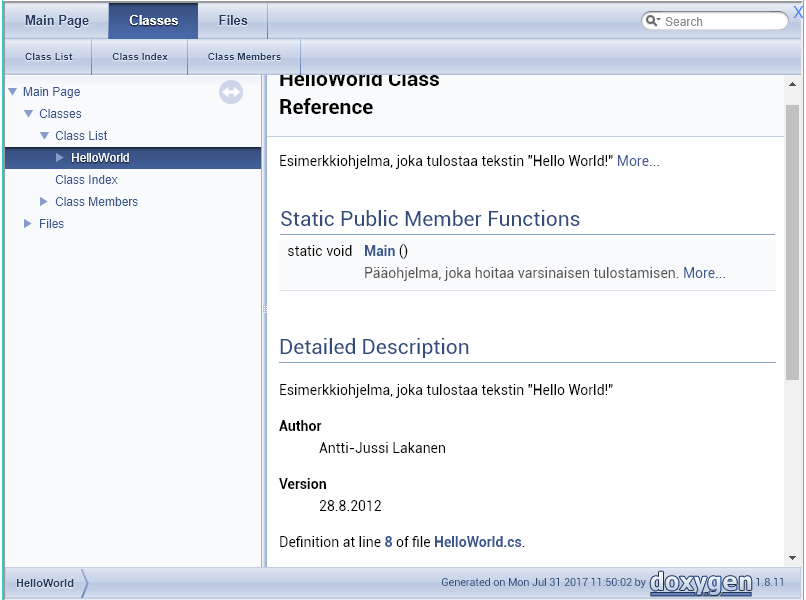 Main Page Classes Files Search X
Class List Class Index Class Members
Main Page
Classes
Class List
HelloWorld
Class Index
Class Members
Files
HelloWorld Class
Reference
Esimerkkiohjelma, joka tulostaa tekstin "Hello World!" More...
Static Public Member Functions
static void Main ()
Pääohjelma, joka hoitaa varsinaisen tulostamisen. More...
Detailed Description
Esimerkkiohjelma, joka tulostaa tekstin "Hello World!"
Author
Antti-Jussi Lakanen
Version
28.8.2012
Definition at line 8 of file HelloWorld.cs.
HelloWorld
Generated on Mon Jul 31 2017 11:50:02 by doxygen 1.8.11